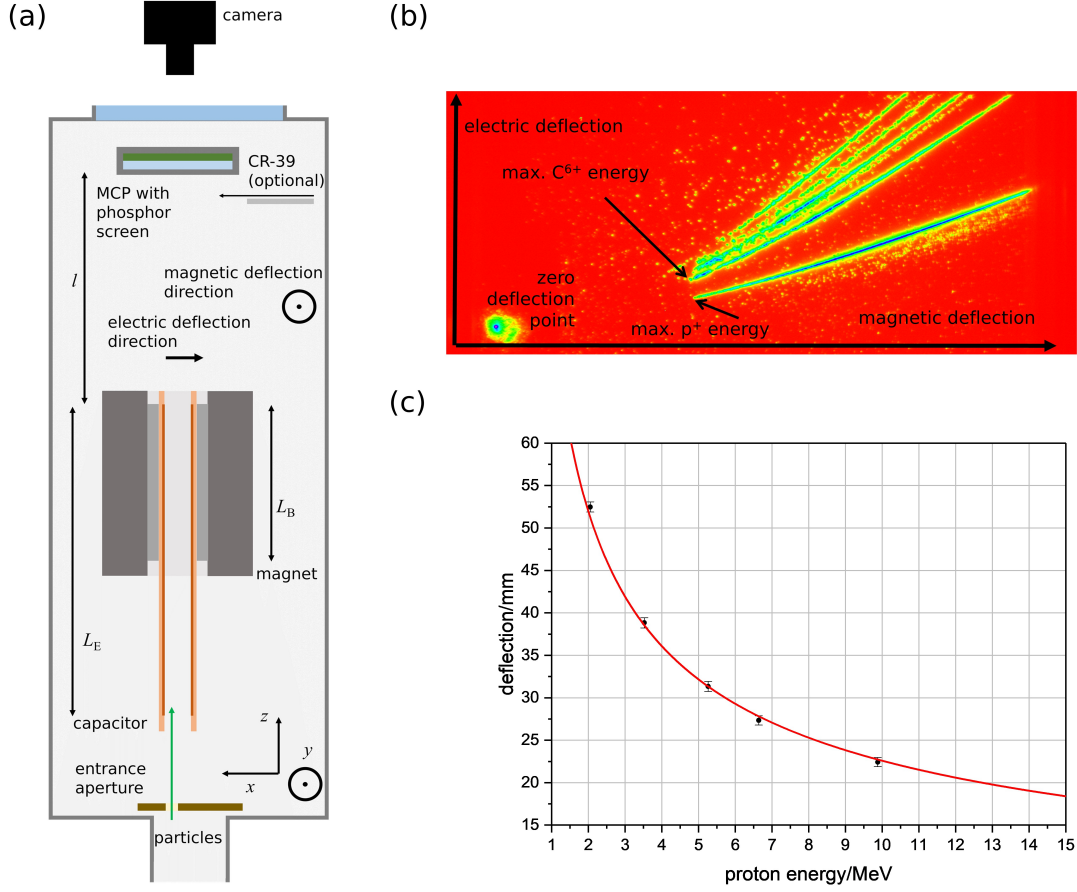 (a)
camera
CR-39
(optional)
MCP with
phosphor
screen
l
magnetic deflection
direction
electric deflection
direction
L_B
magnet
L_E
capacitor
z
y
x
entrance
aperture
particles
(b)
electric deflection
max. C⁶⁺ energy
zero
deflection
point
max. p⁺ energy
magnetic deflection
(c)
60
55
50
45
40
35
30
25
20
15
deflection/mm
1 2 3 4 5 6 7 8 9 10 11 12 13 14 15
proton energy/MeV